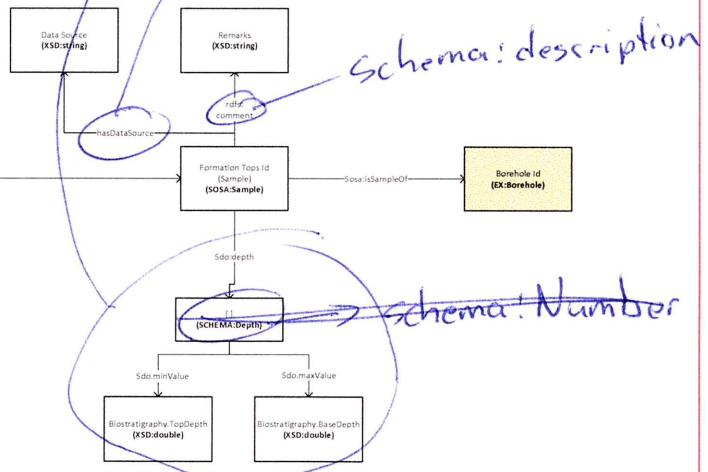 Data Source
(XSD:string)
Remarks
(XSD:string)
schema:description
rdfs:
comment
hasDataSource
Formation Tops Id
(Sample)
(SOSA:Sample)
Sosa:isSampleOf
Borehole Id
(EX:Borehole)
Sdo:depth
[ ]
(SCHEMA:Depth)
schema:Number
Sdo:minValue
Sdo:maxValue
Biostratigraphy.TopDepth
(XSD:double)
Biostratigraphy.BaseDepth
(XSD:double)